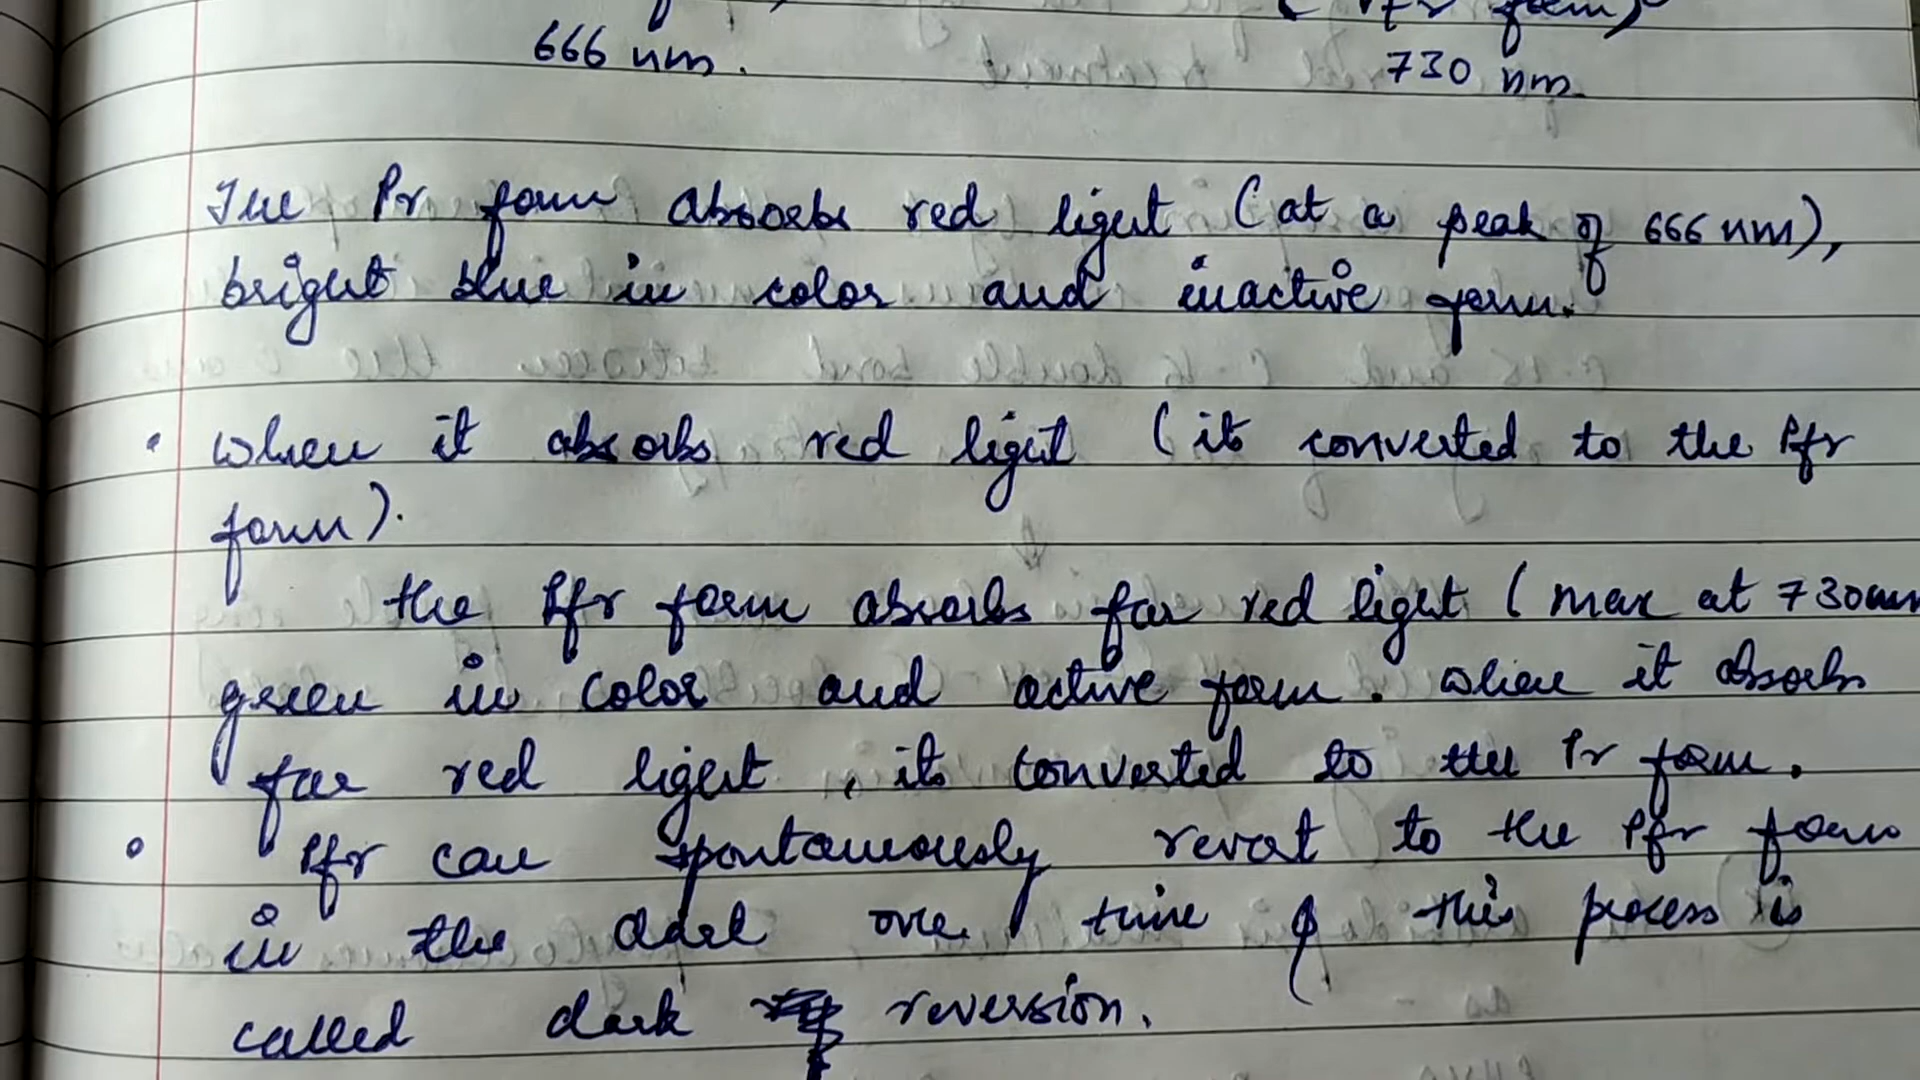 (Pfr form)
666 nm.
730 nm.
The Pr form absorbs red light (at a peak of 666 nm),
bright blue in color and inactive form.
• when it absorbs red light (it converted to the Pfr
form).
the Pfr form absorbs far red light (max at 730nm
green in color and active form. when it absorbs
far red light, it converted to the Pr form.
• Pfr can spontaneously revert to the Pfr form
in the dark over time & this process is
called dark reversion.